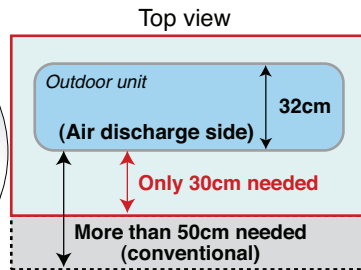 Top view
Outdoor unit
32cm
(Air discharge side)
Only 30cm needed
More than 50cm needed
(conventional)